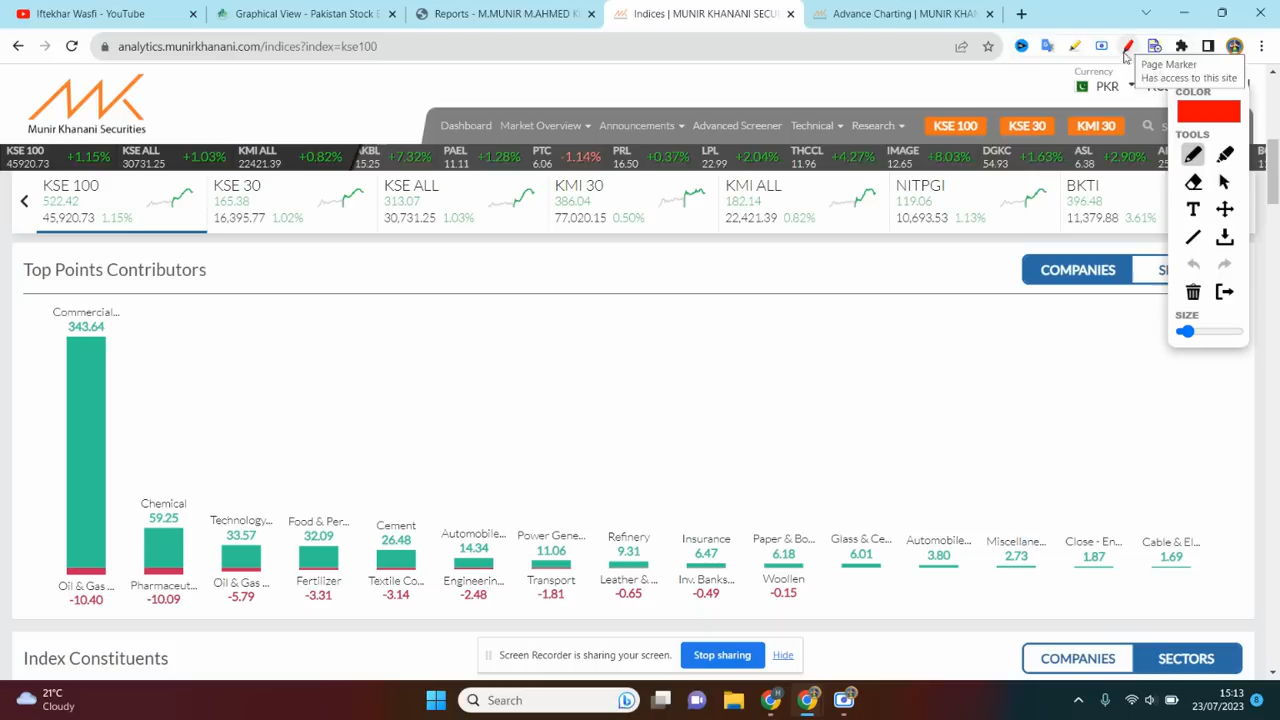 Iftekhar Wahid - YouTube
Graphical View - Pakistan Stock E
Reports - M.MUNIR M.AHMED K
Indices | MUNIR KHANANI SECU
Advance Charting | MUNIR KHAN
analytics.munirkhanani.com/indices?index=kse100
Page Marker
Has access to this site
Munir Khanani Securities
Currency
PKR
Dashboard Market Overview Announcements Advanced Screener Technical Research KSE 100 KSE 30 KMI 30
KSE 100 45920.73 +1.15%
KSE ALL 30731.25 +1.03%
KMI ALL 22421.39 +0.82%
AKBL 15.25 +7.32%
PAEL 11.11 +1.28%
PTC 6.06 -1.14%
PRL 16.50 +0.37%
LPL 22.99 +2.04%
THCCL 11.96 +4.27%
IMAGE 12.65 +8.03%
DGKC 54.93 +1.63%
ASL 6.38 +2.90%
KSE 100
522.42
45,920.73 1.15%
KSE 30
165.38
16,395.77 1.02%
KSE ALL
313.07
30,731.25 1.03%
KMI 30
386.04
77,020.15 0.50%
KMI ALL
182.14
22,421.39 0.82%
NITPGI
119.06
10,693.53 1.13%
BKTI
396.48
11,379.88 3.61%
COLOR
TOOLS
T
SIZE
Top Points Contributors
COMPANIES
Commercial...
343.64
Chemical
59.25
Technology...
33.57
Food & Per...
32.09
Cement
26.48
Automobile...
14.34
Power Gene...
11.06
Refinery
9.31
Insurance
6.47
Paper & Bo...
6.18
Glass & Ce...
6.01
Automobile...
3.80
Miscellane...
2.73
Close - En...
1.87
Cable & El...
1.69
Oil & Gas ...
-10.40
Pharmaceut...
-10.09
Oil & Gas ...
-5.79
Fertilizer
-3.31
Textile Co...
-3.14
Engineerin...
-2.48
Transport
-1.81
Leather & ...
-0.65
Inv. Banks...
-0.49
Woollen
-0.15
Index Constituents
COMPANIES SECTORS
Screen Recorder is sharing your screen. Stop sharing Hide
21°C
Cloudy
Search
15:13
23/07/2023